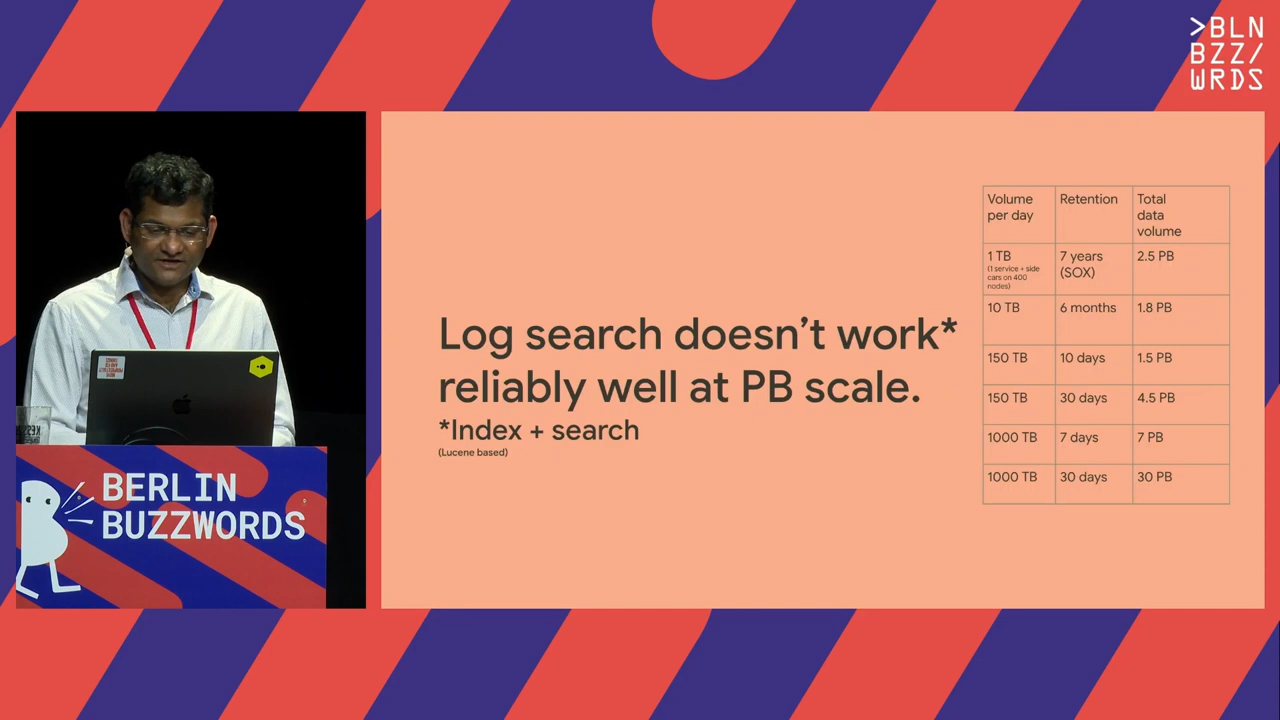 >BLN
BZZ/
WRDS
Log search doesn’t work*
reliably well at PB scale.
*Index + search
(Lucene based)
Volume per day Retention Total data volume
1 TB (1 service + side cars on 400 nodes) 7 years (SOX) 2.5 PB
10 TB 6 months 1.8 PB
150 TB 10 days 1.5 PB
150 TB 30 days 4.5 PB
1000 TB 7 days 7 PB
1000 TB 30 days 30 PB
BERLIN
BUZZWORDS